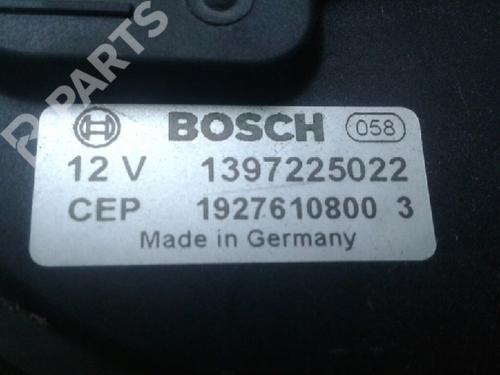 B PARTS
BOSCH 058
12 V 1397225022
CEP 1927610800 3
Made in Germany